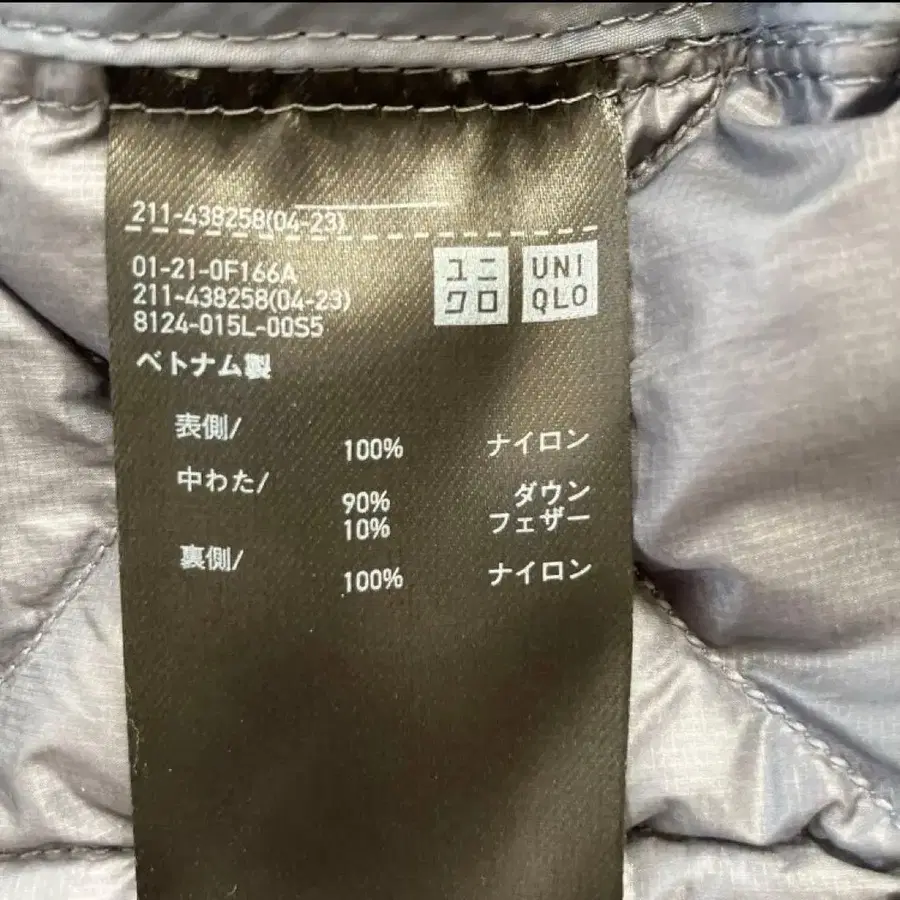 211-438258(04-23)
01-21-0F166A
211-438258(04-23)
8124-015L-00S5
ユニクロ
UNIQLO
ベトナム製
表側/
100% ナイロン
中わた/
90% ダウン
10% フェザー
裏側/
100% ナイロン